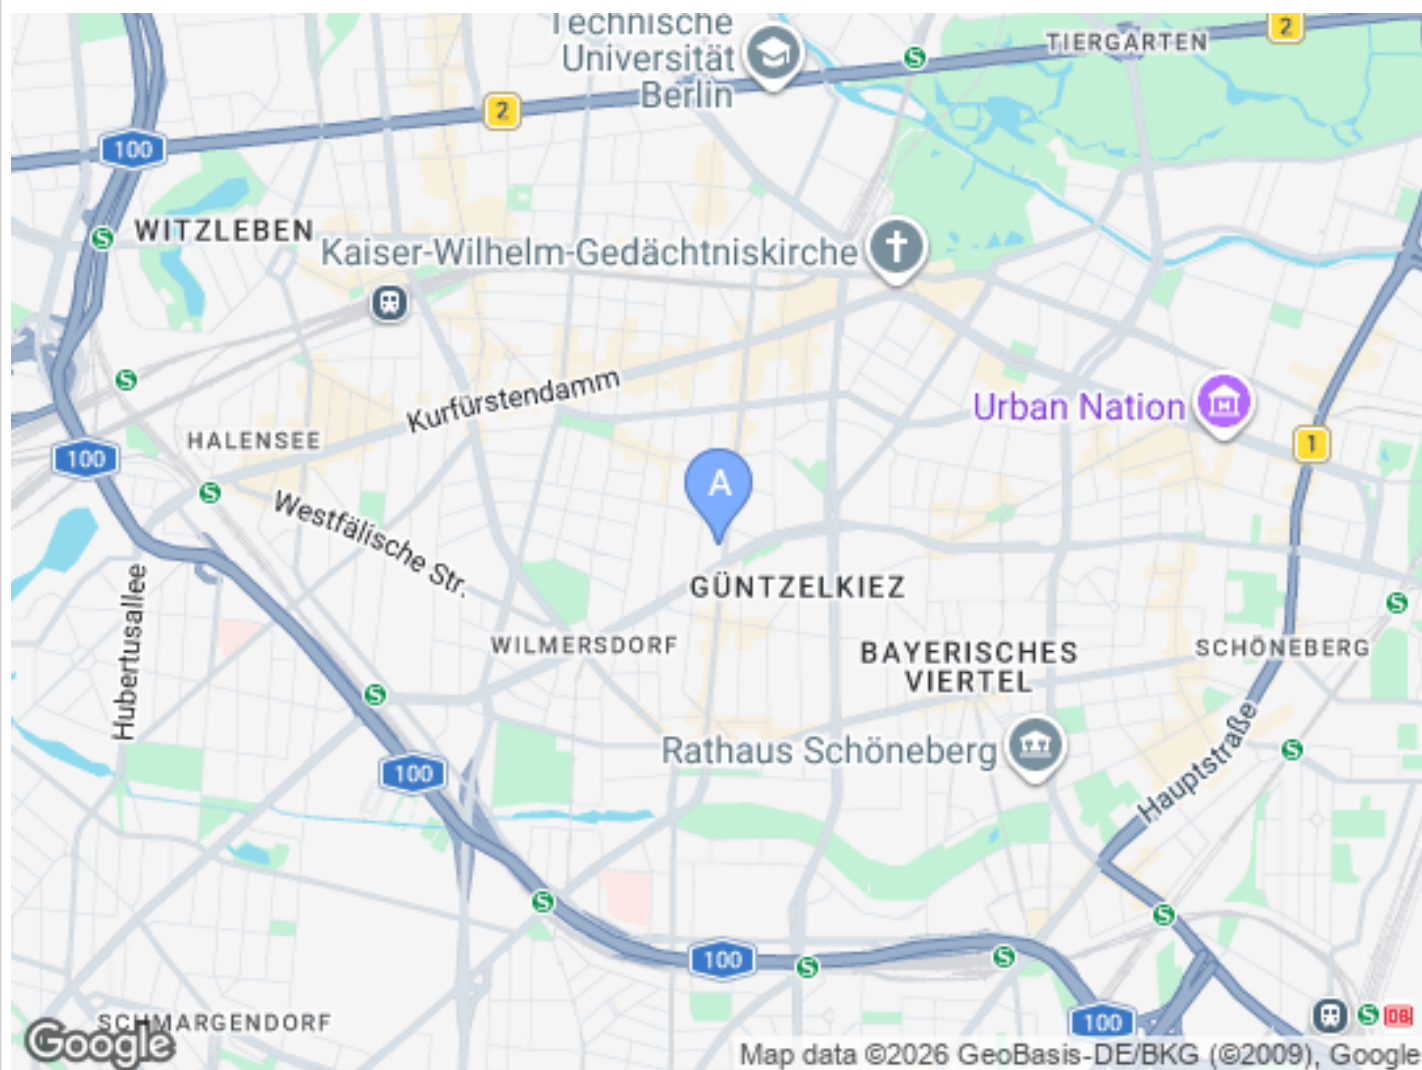 Technische
Universität
Berlin
TIERGARTEN
2
2
100
WITZLEBEN
Kaiser-Wilhelm-Gedächtniskirche
Kurfürstendamm
Urban Nation
HALENSEE
1
100
A
Westfälische Str.
Hubertusallee
GÜNTZELKIEZ
WILMERSDORF
BAYERISCHES
VIERTEL
SCHÖNEBERG
Rathaus Schöneberg
Hauptstraße
100
100
SCHMARGENDORF
100
S
S
S
S
S
S
S
S
S
S
S
S
DB
Google
Map data ©2026 GeoBasis-DE/BKG (©2009), Google